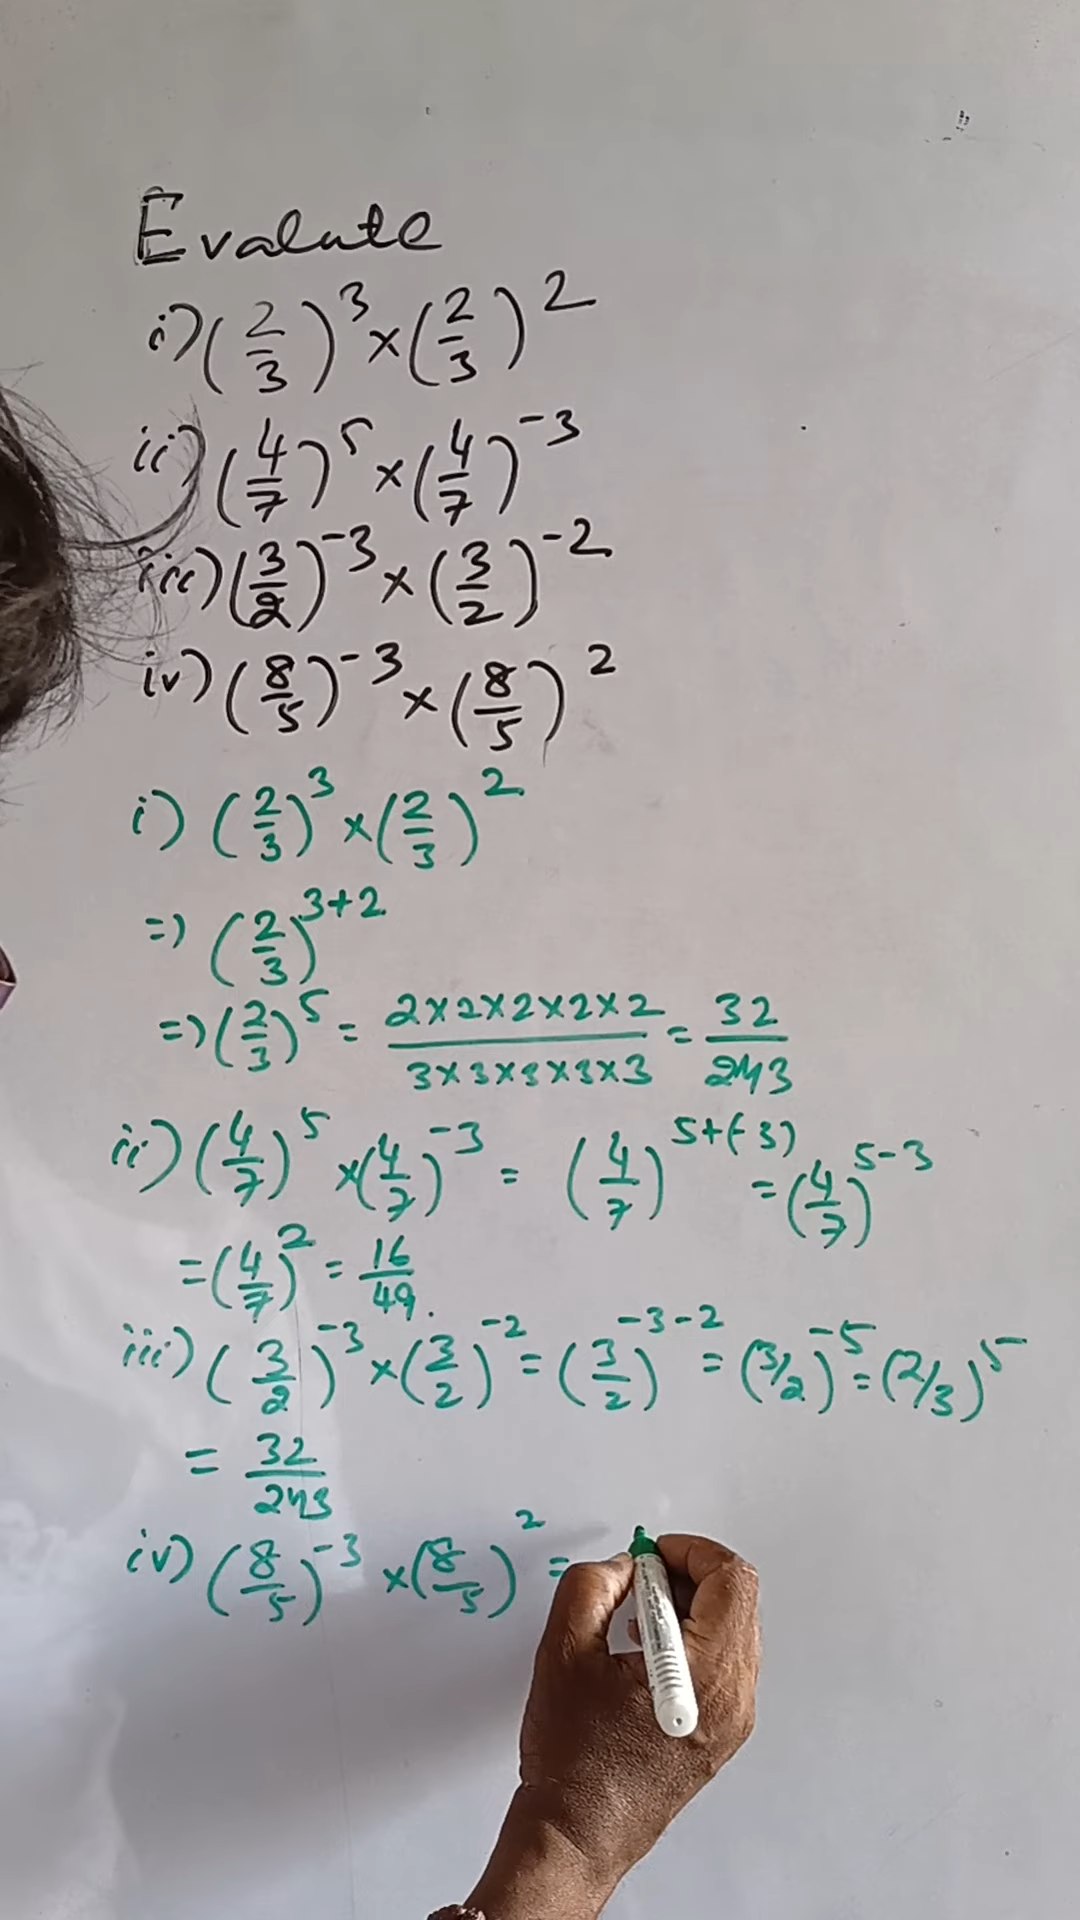 Evaluate
i) (2/3)^3 × (2/3)^2
ii) (4/7)^5 × (4/7)^-3
iii) (3/2)^-3 × (3/2)^-2
iv) (8/5)^-3 × (8/5)^2
i) (2/3)^3 × (2/3)^2
=> (2/3)^3+2
=> (2/3)^5 = 2×2×2×2×2/3×3×3×3×3 = 32/243
ii) (4/7)^5 × (4/7)^-3 = (4/7)^5+(-3) = (4/7)^5-3
= (4/7)^2 = 16/49.
iii) (3/2)^-3 × (3/2)^-2 = (3/2)^-3-2 = (3/2)^-5 = (2/3)^5
= 32/243
iv) (8/5)^-3 × (8/5)^2 =